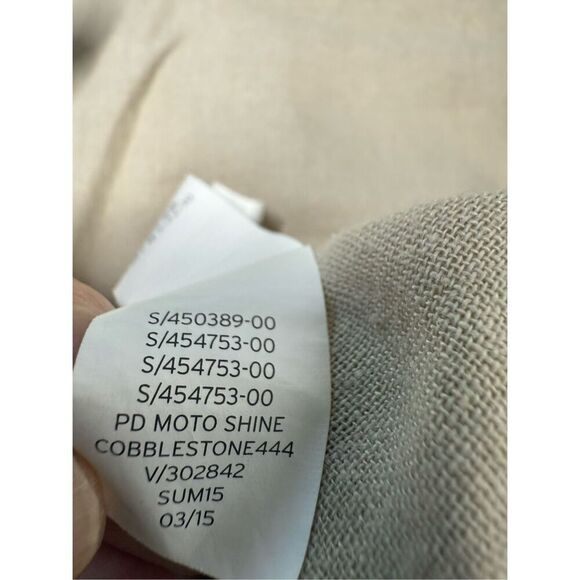 S/450389-00
S/454753-00
S/454753-00
S/454753-00
PD MOTO SHINE
COBBLESTONE444
V/302842
SUM15
03/15